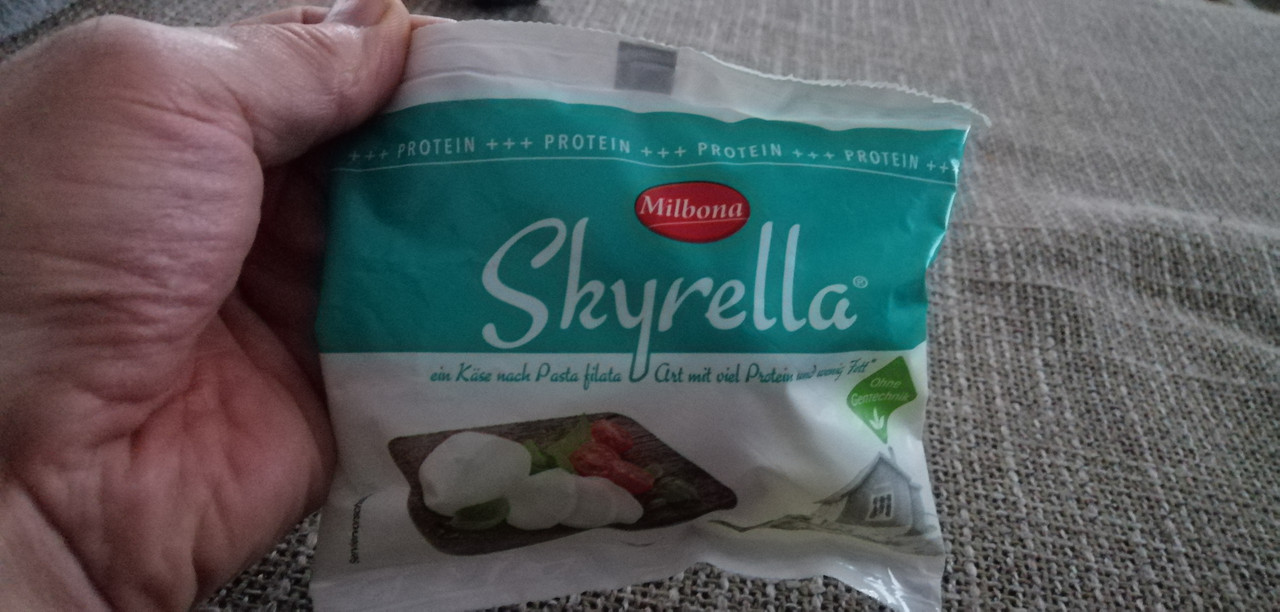 +++ PROTEIN +++ PROTEIN +++ PROTEIN +++ PROTEIN ++
Milbona
Skyrella®
ein Käse nach Pasta filata Art mit viel Protein und wenig Fett*
Ohne
Gentechnik